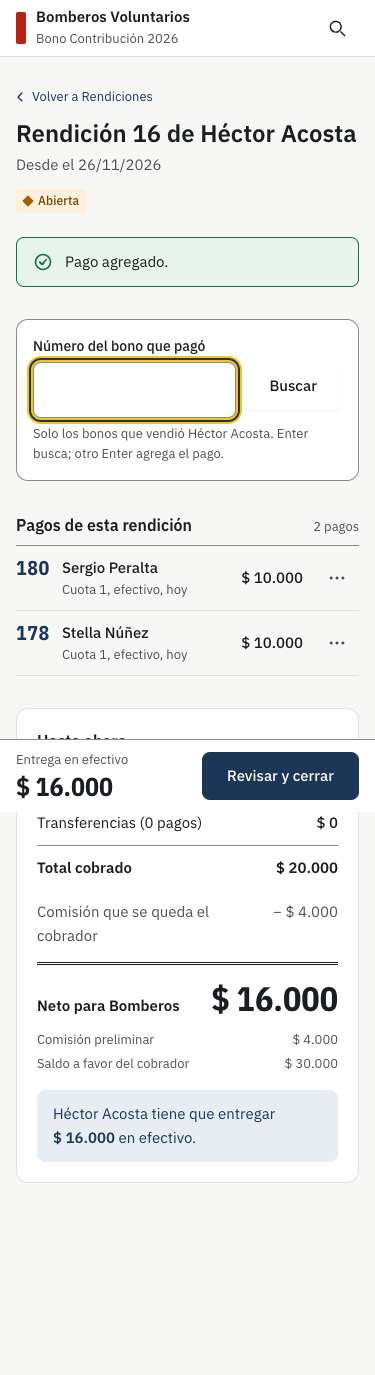 Bomberos Voluntarios
Bono Contribución 2026
Volver a Rendiciones
Rendición 16 de Héctor Acosta
Desde el 26/11/2026
Abierta
Pago agregado.
Número del bono que pagó
Buscar
Solo los bonos que vendió Héctor Acosta. Enter
busca; otro Enter agrega el pago.
Pagos de esta rendición
2 pagos
180 Sergio Peralta
Cuota 1, efectivo, hoy
$ 10.000
178 Stella Núñez
Cuota 1, efectivo, hoy
$ 10.000
Entrega en efectivo
$ 16.000
Revisar y cerrar
Transferencias (0 pagos) $ 0
Total cobrado $ 20.000
Comisión que se queda el
cobrador
− $ 4.000
Neto para Bomberos $ 16.000
Comisión preliminar $ 4.000
Saldo a favor del cobrador $ 30.000
Héctor Acosta tiene que entregar
$ 16.000 en efectivo.